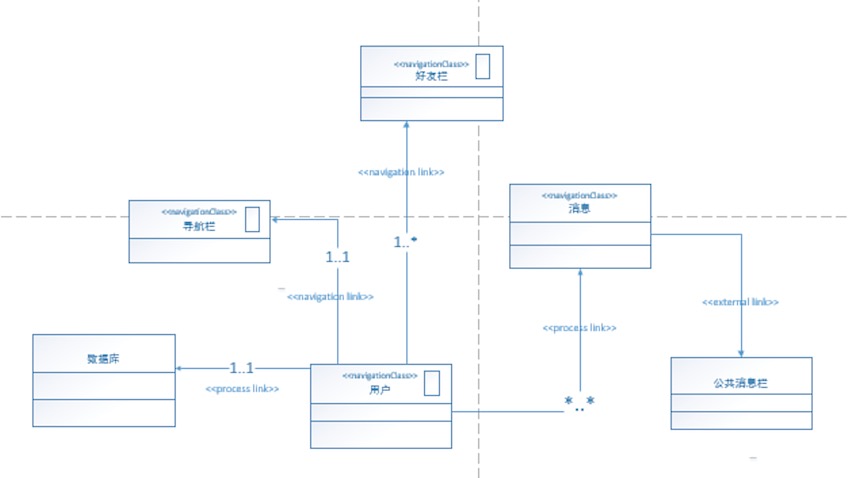 <<navigationClass>>
好友栏
<<navigation link>>
<<navigationClass>>
消息
<<navigationClass>>
导航栏
1..*
1..1
<<navigation link>>
<<external link>>
<<process link>>
数据库
1..1
<<process link>>
<<navigationClass>>
用户
*..*
公共消息栏